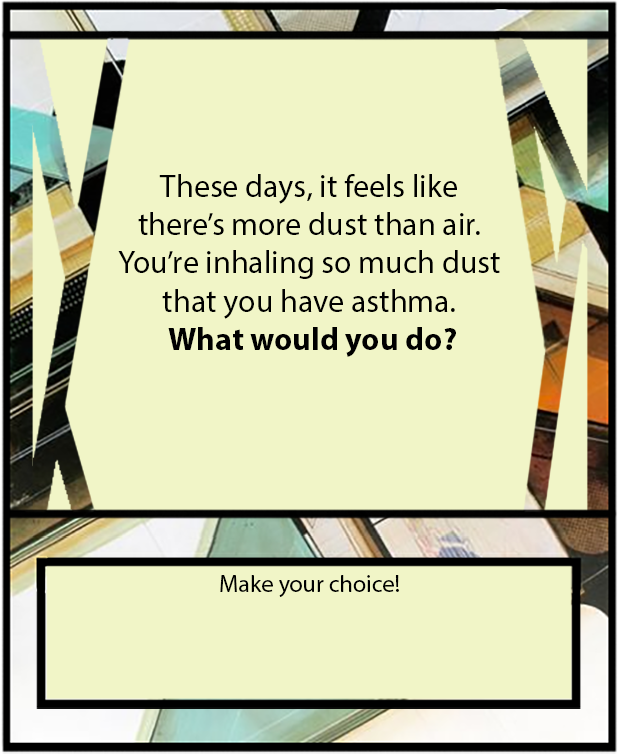 These days, it feels like
there’s more dust than air.
You’re inhaling so much dust
that you have asthma.
What would you do?
Make your choice!